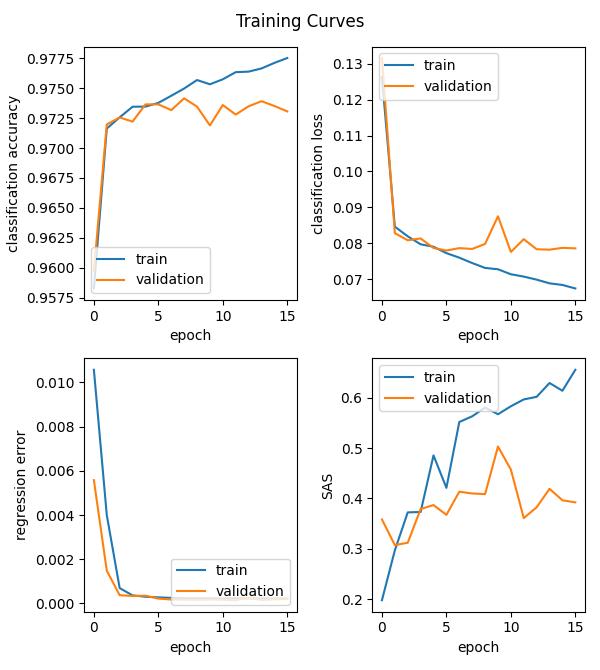 Training Curves
classification accuracy
0.9775
0.9750
0.9725
0.9700
0.9675
0.9650
0.9625
0.9600
0.9575
train
validation
0
5
10
15
epoch
classification loss
0.13
0.12
0.11
0.10
0.09
0.08
0.07
train
validation
0
5
10
15
epoch
regression error
0.010
0.008
0.006
0.004
0.002
0.000
train
validation
0
5
10
15
epoch
SAS
0.6
0.5
0.4
0.3
0.2
train
validation
0
5
10
15
epoch